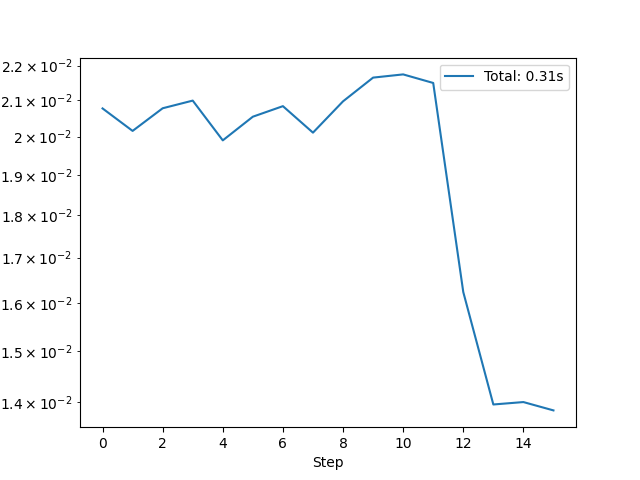 2.2 × 10⁻²
2.1 × 10⁻²
2 × 10⁻²
1.9 × 10⁻²
1.8 × 10⁻²
1.7 × 10⁻²
1.6 × 10⁻²
1.5 × 10⁻²
1.4 × 10⁻²
Total: 0.31s
0 2 4 6 8 10 12 14
Step